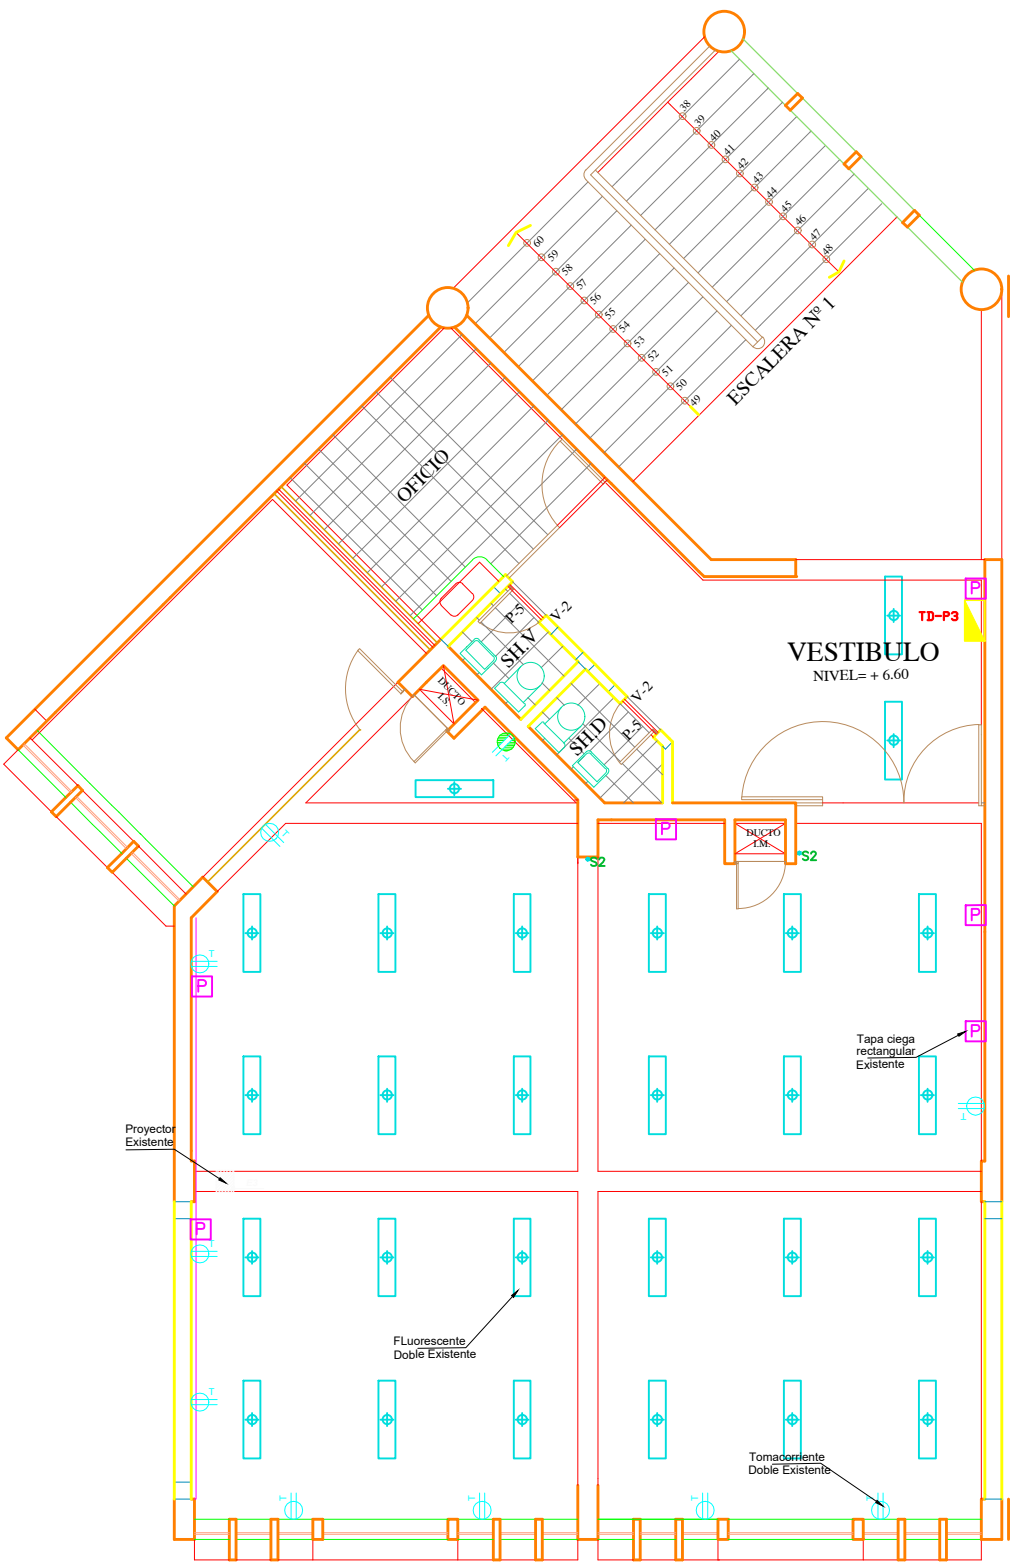 38
39
40
41
42
43
44
45
46
47
48
60
59
58
57
56
55
54
53
52
51
50
49
ESCALERA Nº 1
OFICIO
P-5
V-2
SH.V
DUCTO
I.S.
V-2
P-5
SH.D
P
TD-P3
VESTIBULO
NIVEL= + 6.60
T
T
P
DUCTO
I.M.
S2
S2
P
T
P
P
Tapa ciega
rectangular
Existente
T
Proyector
Existente
P
T
FLuorescente
Doble Existente
T
Tomacorriente
Doble Existente
T
T
T
T